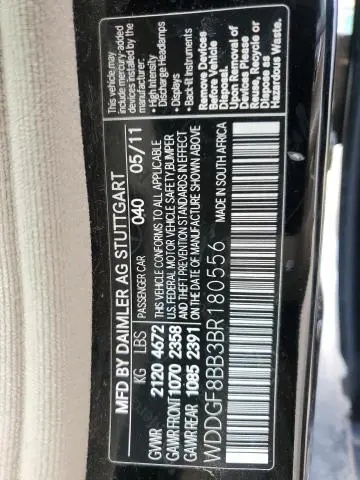 MFD BY DAIMLER AG STUTTGART
KG LBS PASSENGER CAR 040 05/11
GVWR 2120 4672 THIS VEHICLE CONFORMS TO ALL APPLICABLE
GAWR FRONT 1070 2358 U.S. FEDERAL MOTOR VEHICLE SAFETY, BUMPER
GAWR REAR 1085 2391 AND THEFT PREVENTION STANDARDS IN EFFECT
ON THE DATE OF MANUFACTURE SHOWN ABOVE
WDDGF8BB3BR180556 MADE IN SOUTH AFRICA
This vehicle may
include mercury-added
devices installed by the
manufacturer:
• High Intensity
Discharge Headlamps
• Displays
• Back-lit Instruments
Remove Devices
Before Vehicle
Disposal.
Upon Removal of
Devices Please
Reuse, Recycle or
Dispose as
Hazardous Waste.